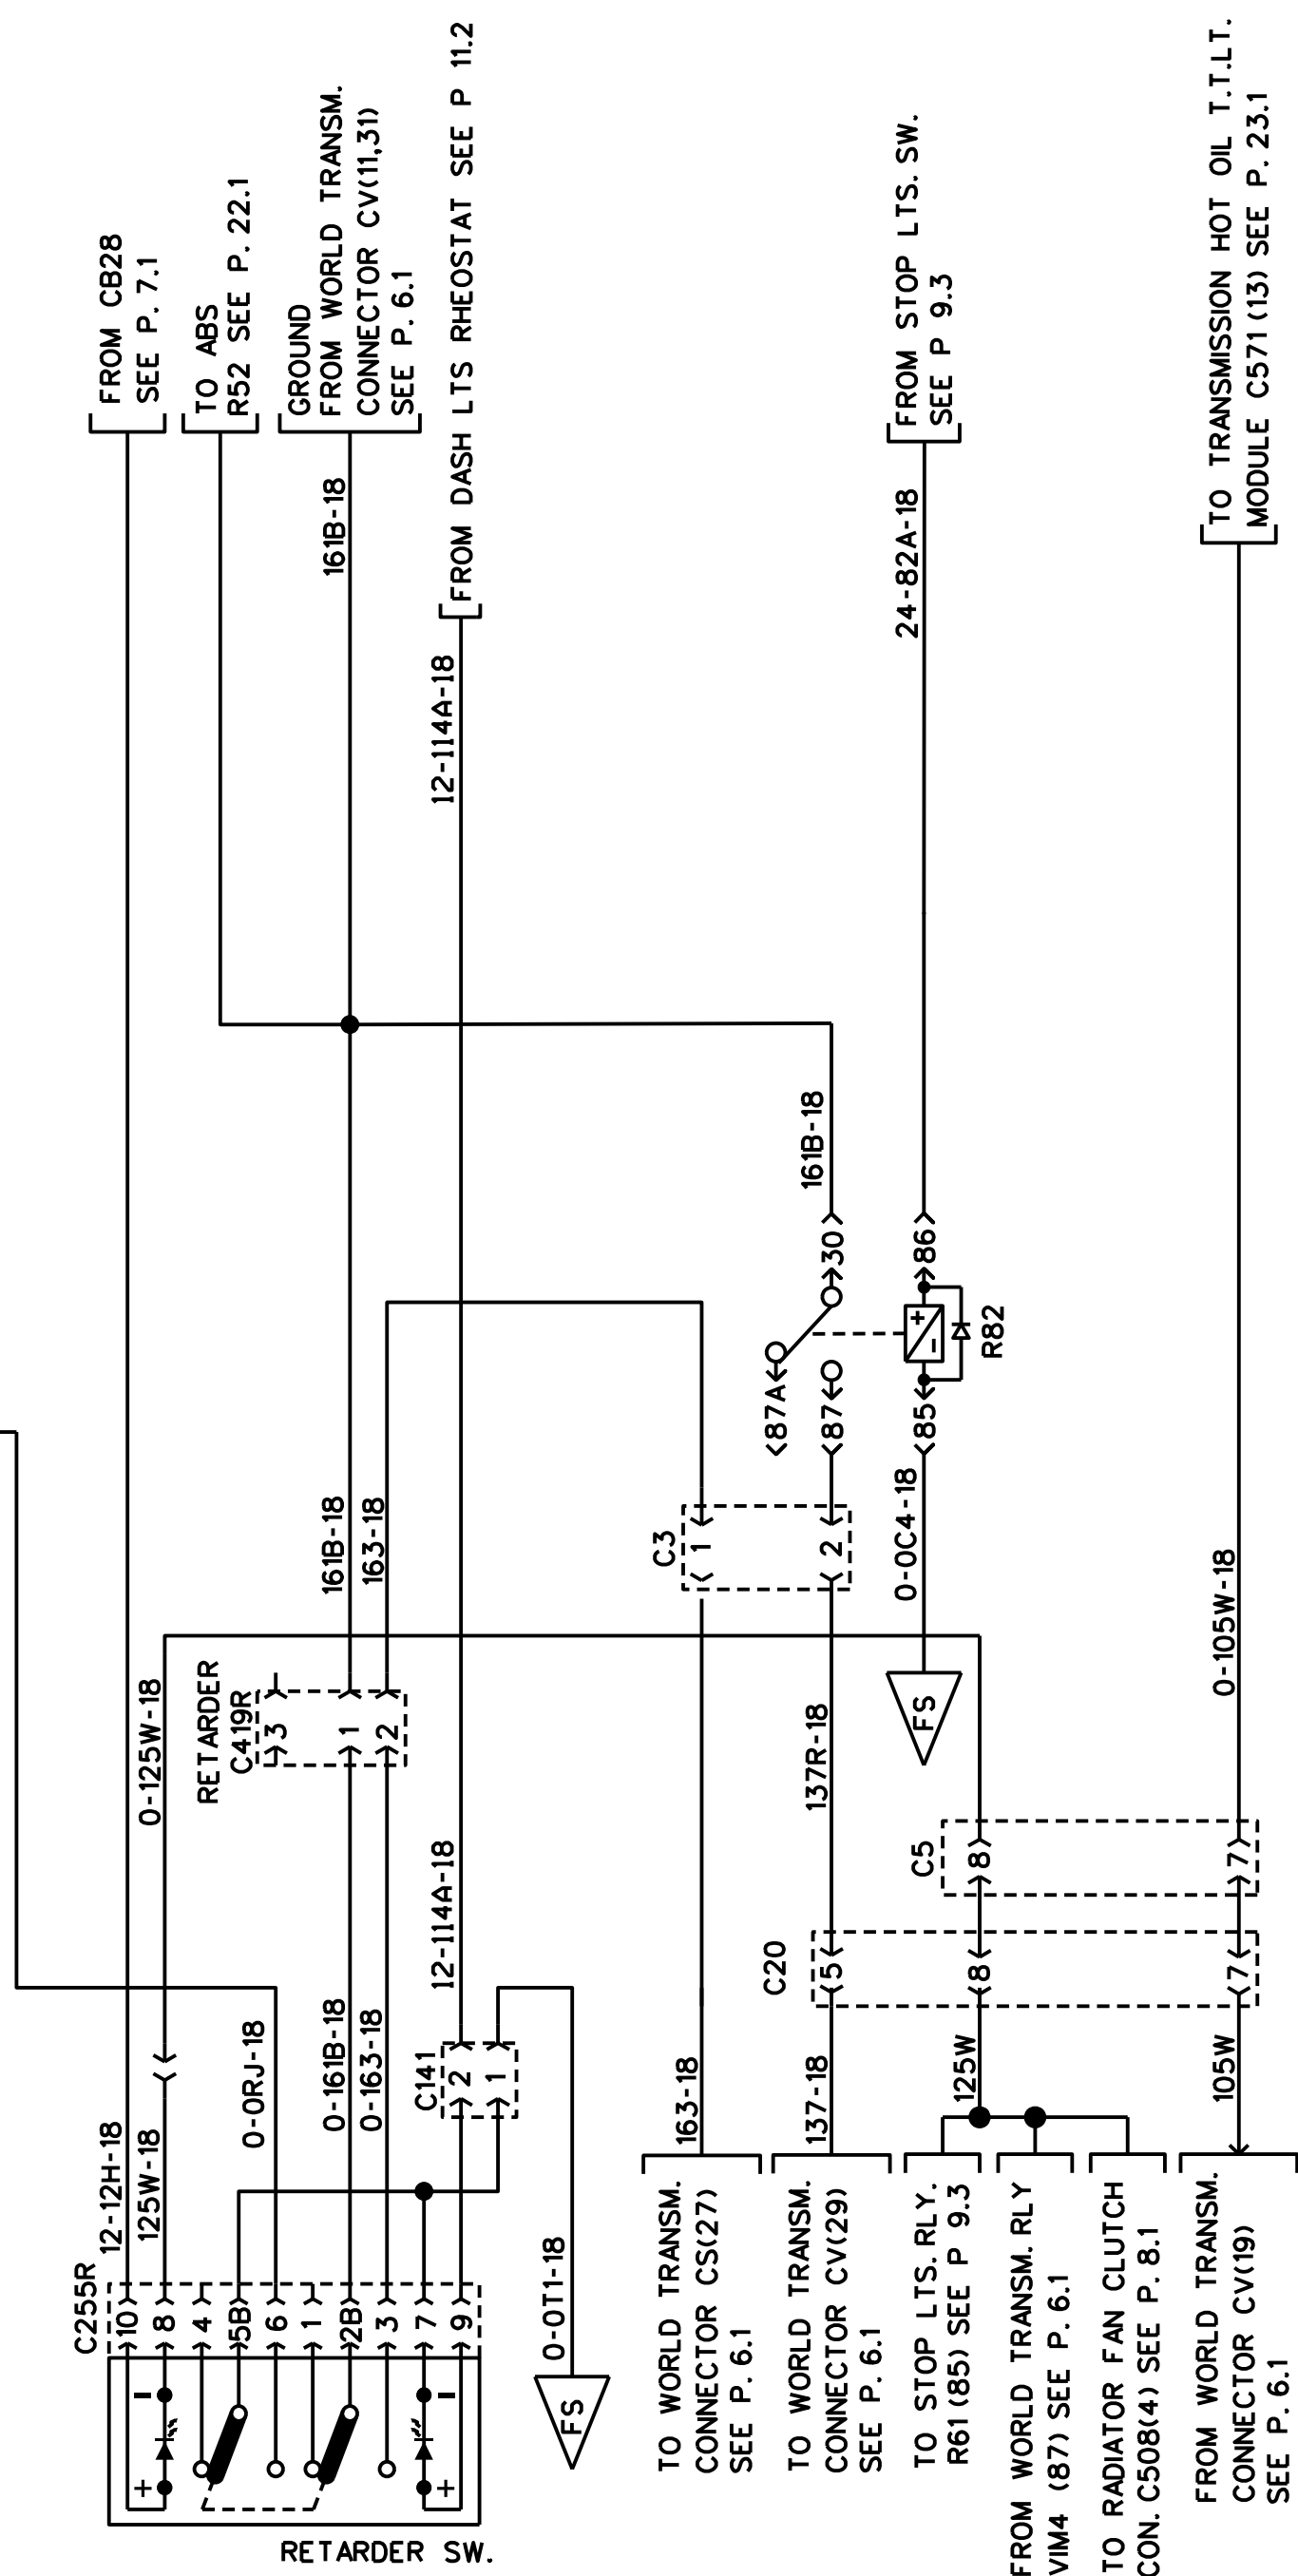 FROM CB28
SEE P. 7.1
TO ABS
R52 SEE P. 22.1
GROUND
FROM WORLD TRANSM.
CONNECTOR CV(11,31)
SEE P. 6.1
FROM DASH LTS RHEOSTAT SEE P 11.2
FROM STOP LTS. SW.
SEE P 9.3
TO TRANSMISSION HOT OIL T.T.LT.
MODULE C571(13) SEE P. 23.1
161B-18
12-114A-18
24-82A-18
161B-18
30
86
87A
87
85
+
–
R82
161B-18
163-18
C3
1
2
0-0C4-18
0-105W-18
0-125W-18
RETARDER
C419R
3
1
2
137R-18
FS
12-114A-18
C5
8
7
C20
5
8
7
0-0RJ-18
0-161B-18
0-163-18
C141
2
1
163-18
137-18
125W
105W
12-12H-18
125W-18
C255R
10
8
4
5B
6
1
2B
3
7
9
0-0T1-18
FS
–
+
–
+
RETARDER SW.
TO WORLD TRANSM.
CONNECTOR CS(27)
SEE P. 6.1
TO WORLD TRANSM.
CONNECTOR CV(29)
SEE P. 6.1
TO STOP LTS. RLY.
R61(85) SEE P 9.3
FROM WORLD TRANSM. RLY
VIM4 (87) SEE P. 6.1
TO RADIATOR FAN CLUTCH
CON. C508(4) SEE P. 8.1
FROM WORLD TRANSM.
CONNECTOR CV(19)
SEE P. 6.1